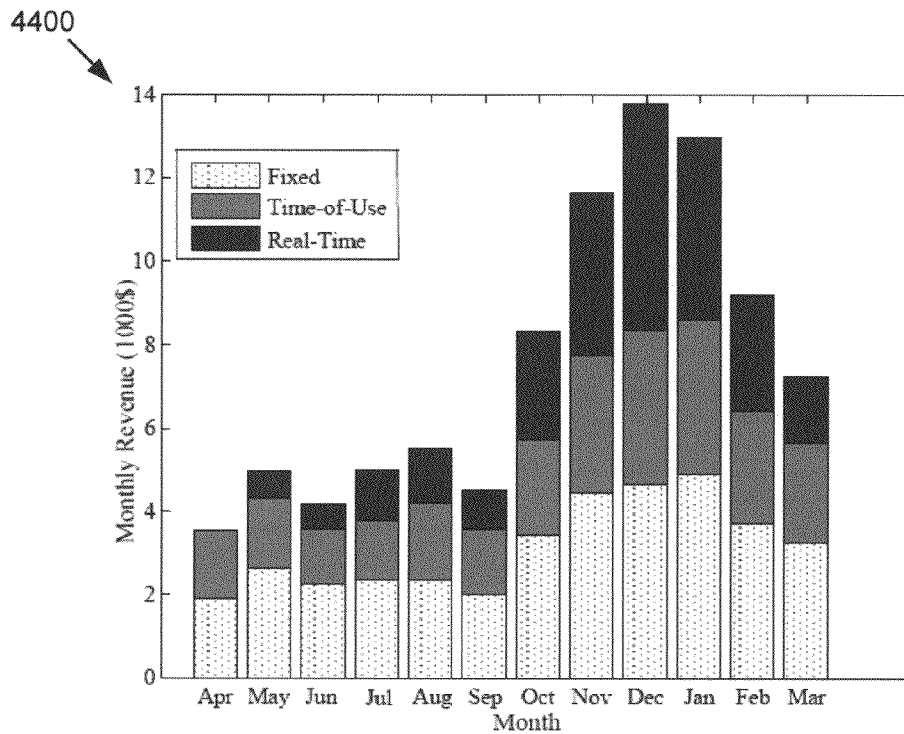 4400
14
12
10
8
6
4
2
0
Monthly Revenue (1000$)
Fixed
Time-of-Use
Real-Time
Apr May Jun Jul Aug Sep Oct Nov Dec Jan Feb Mar
Month